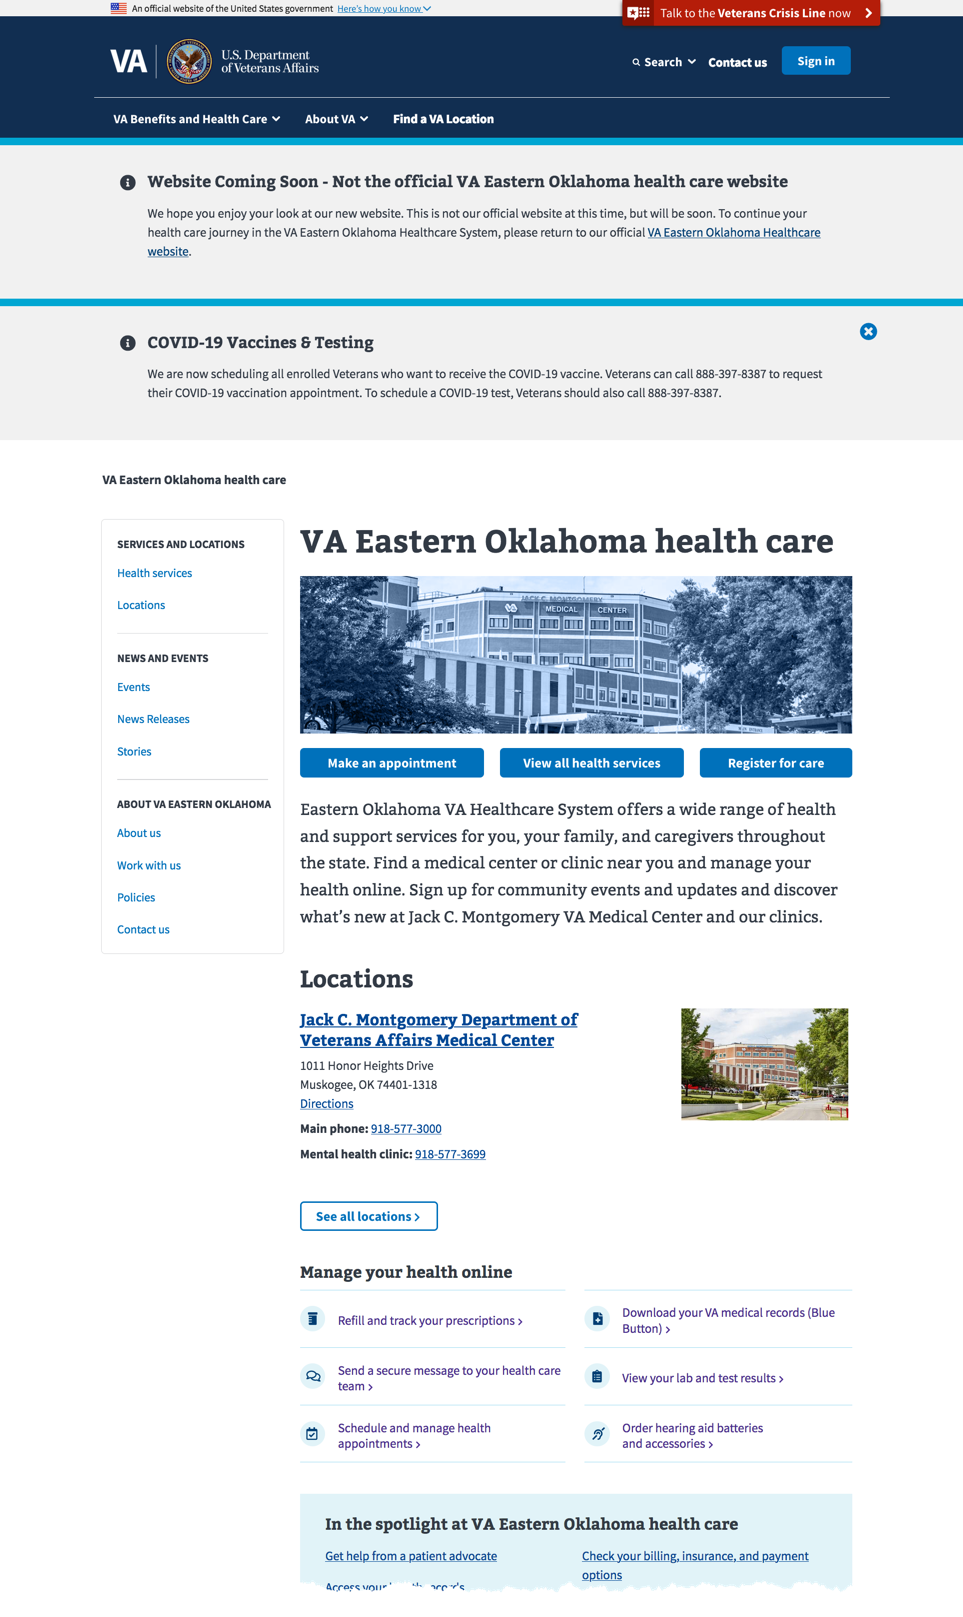 An official website of the United States government Here's how you know
Talk to the Veterans Crisis Line now
VA
U.S. Department
of Veterans Affairs
Search
Contact us
Sign in
VA Benefits and Health Care
About VA
Find a VA Location
Website Coming Soon - Not the official VA Eastern Oklahoma health care website
We hope you enjoy your look at our new website. This is not our official website at this time, but will be soon. To continue your
health care journey in the VA Eastern Oklahoma Healthcare System, please return to our official VA Eastern Oklahoma Healthcare
website.
COVID-19 Vaccines & Testing
We are now scheduling all enrolled Veterans who want to receive the COVID-19 vaccine. Veterans can call 888-397-8387 to request
their COVID-19 vaccination appointment. To schedule a COVID-19 test, Veterans should also call 888-397-8387.
VA Eastern Oklahoma health care
SERVICES AND LOCATIONS
Health services
Locations
NEWS AND EVENTS
Events
News Releases
Stories
ABOUT VA EASTERN OKLAHOMA
About us
Work with us
Policies
Contact us
VA Eastern Oklahoma health care
JACK C. MONTGOMERY
VA MEDICAL CENTER
Make an appointment
View all health services
Register for care
Eastern Oklahoma VA Healthcare System offers a wide range of health
and support services for you, your family, and caregivers throughout
the state. Find a medical center or clinic near you and manage your
health online. Sign up for community events and updates and discover
what's new at Jack C. Montgomery VA Medical Center and our clinics.
Locations
Jack C. Montgomery Department of
Veterans Affairs Medical Center
1011 Honor Heights Drive
Muskogee, OK 74401-1318
Directions
Main phone: 918-577-3000
Mental health clinic: 918-577-3699
See all locations
Manage your health online
Refill and track your prescriptions
Download your VA medical records (Blue
Button)
Send a secure message to your health care
team
View your lab and test results
Schedule and manage health
appointments
Order hearing aid batteries
and accessories
In the spotlight at VA Eastern Oklahoma health care
Get help from a patient advocate
Check your billing, insurance, and payment
options
Access your health records